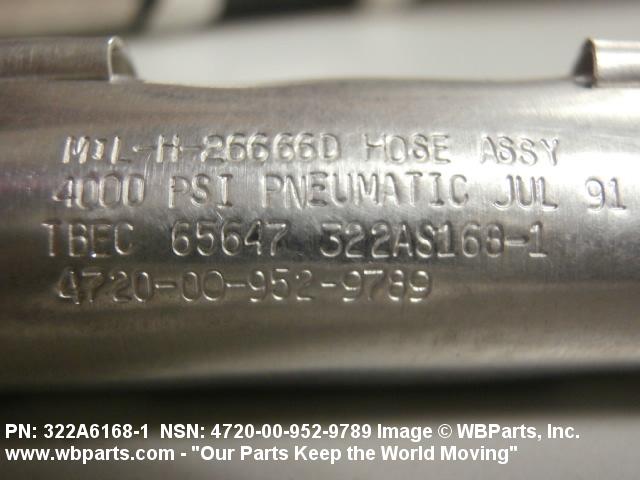 MIL-H-26666D HOSE ASSY
4000 PSI PNEUMATIC JUL 91
TBEC 65647 322AS168-1
4720-00-952-9789
PN: 322A6168-1 NSN: 4720-00-952-9789 Image © WBParts, Inc.
www.wbparts.com - "Our Parts Keep the World Moving"